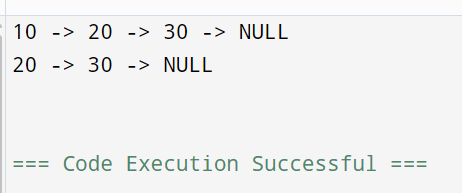 10 -> 20 -> 30 -> NULL
20 -> 30 -> NULL
=== Code Execution Successful ===